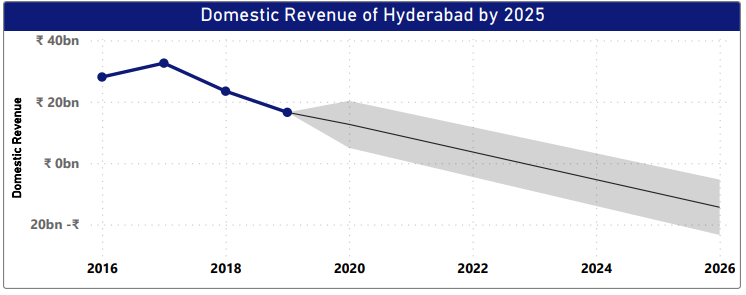 Domestic Revenue of Hyderabad by 2025
₹ 40bn
₹ 20bn
₹ 0bn
20bn -₹
Domestic Revenue
2016 2018 2020 2022 2024 2026